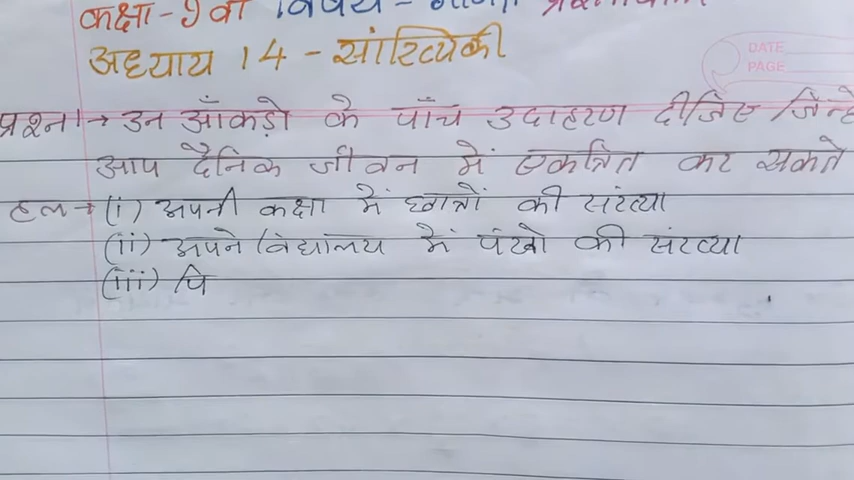 कक्षा - 9वी विषय -
अध्याय 14 - सांख्यिकी
DATE
PAGE
प्रश्न1→ उन आँकड़ो के पाँच उदाहरण दीजिए जिन्हे
आप दैनिक जीवन में एकत्रित कर सकते
हल → (i) अपनी कक्षा में छात्रों की संख्या
(ii) अपने विद्यालय में पंखो की संख्या
(iii) पि